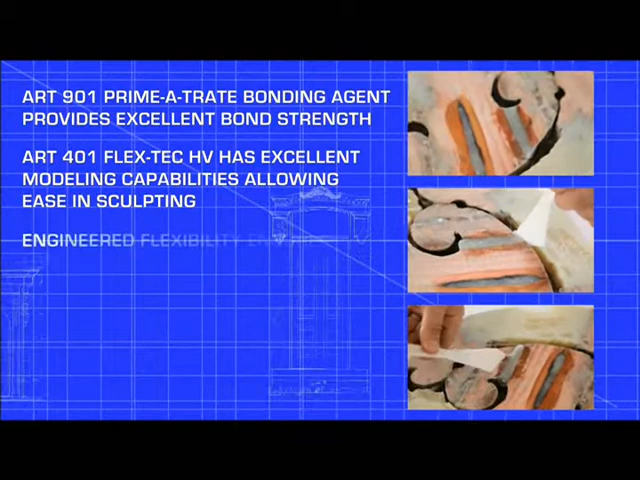 ART 901 PRIME-A-TRATE BONDING AGENT
PROVIDES EXCELLENT BOND STRENGTH
ART 401 FLEX-TEC HV HAS EXCELLENT
MODELING CAPABILITIES ALLOWING
EASE IN SCULPTING
ENGINEERED FLEXIBILITY